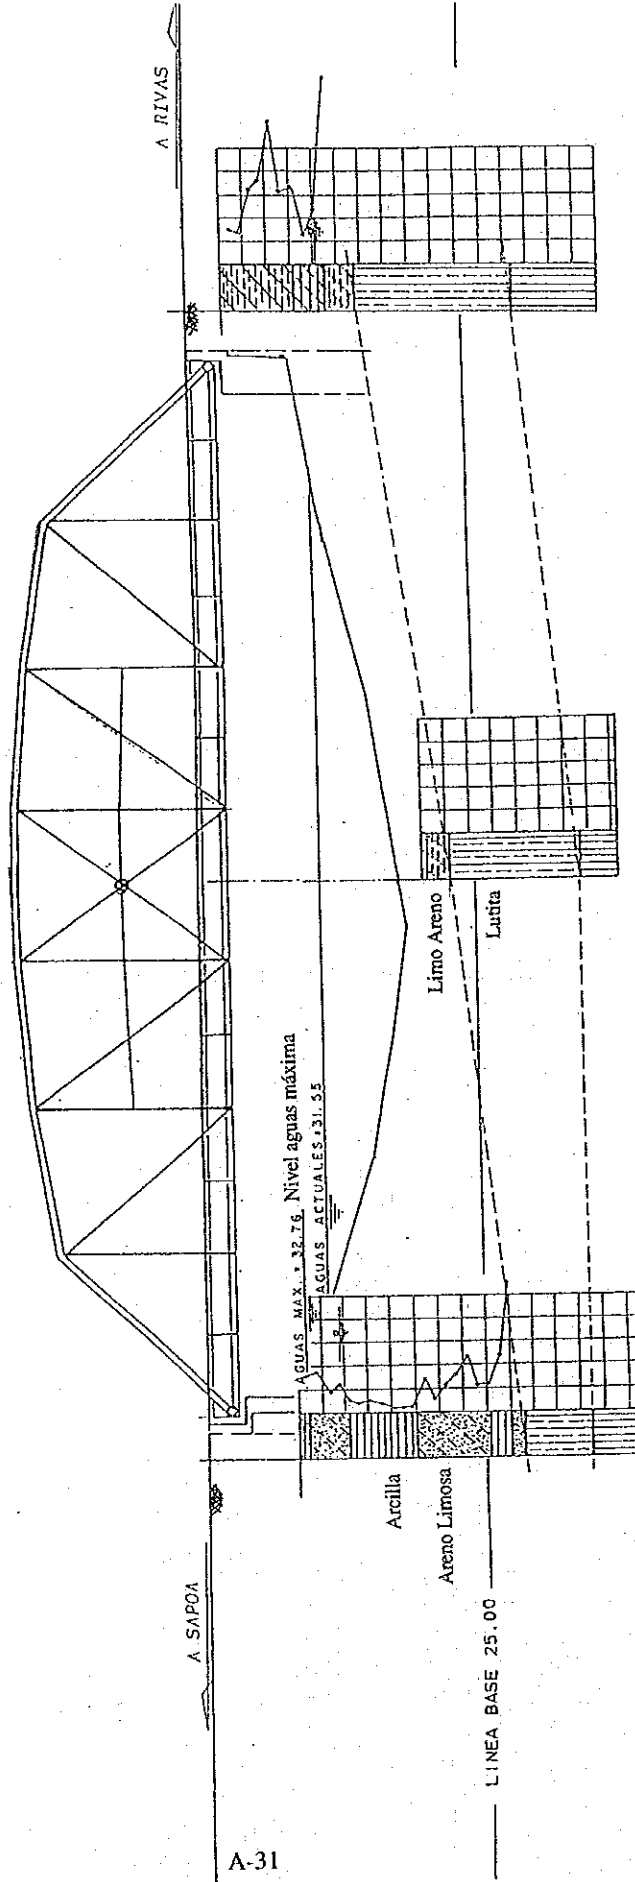 A SAPOA
A RIVAS
AGUAS MAX. 32.76 Nivel aguas máxima
AGUAS ACTUALES 31.55
Arcilla
Areno Limosa
Limo Areno
Lutita
LINEA BASE 25.00
A-31